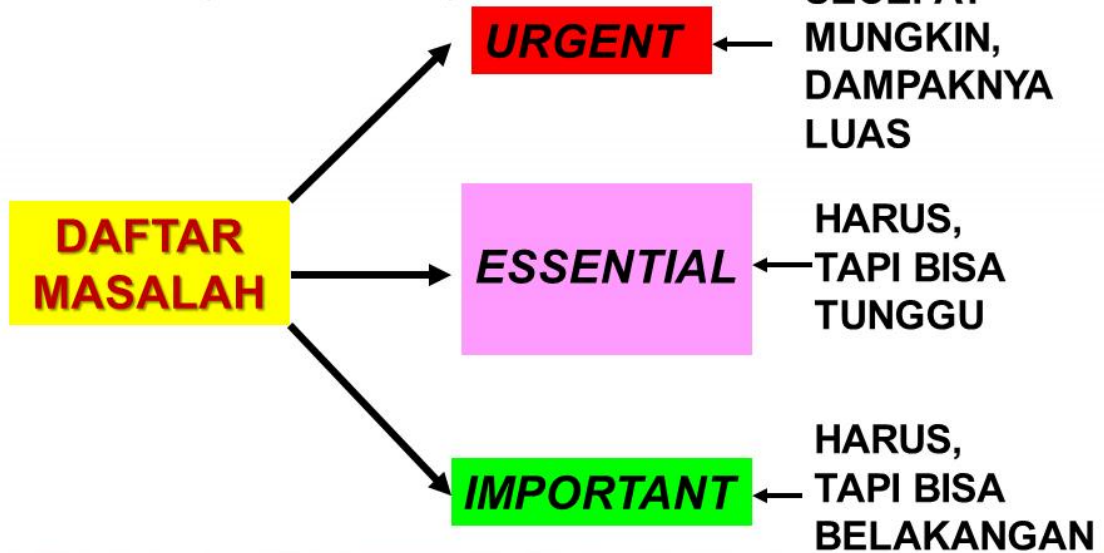 URGENT
MUNGKIN,
DAMPAKNYA
LUAS
DAFTAR
MASALAH
ESSENTIAL
HARUS,
TAPI BISA
TUNGGU
IMPORTANT
HARUS,
TAPI BISA
BELAKANGAN